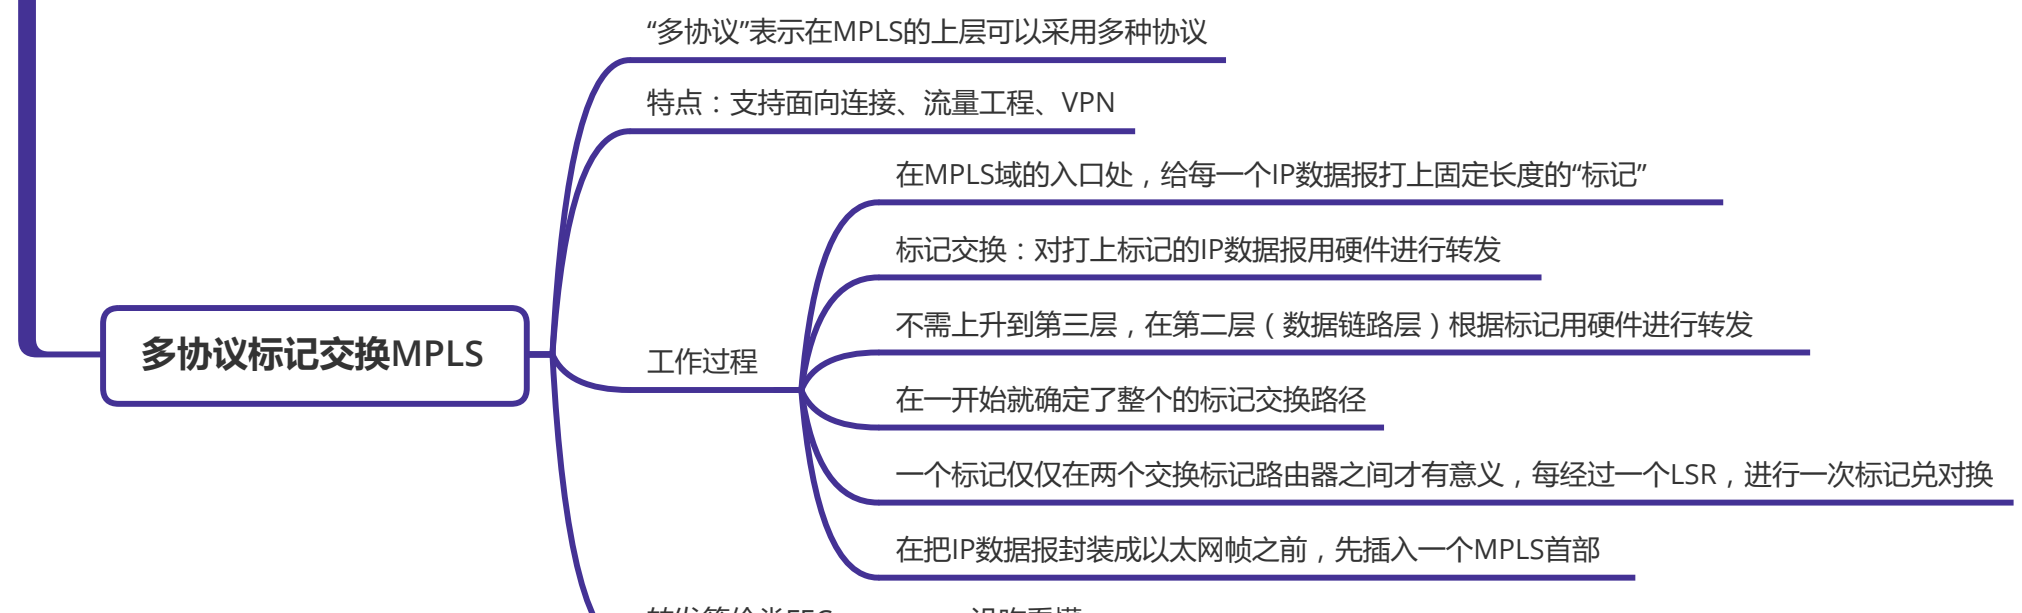 “多协议”表示在MPLS的上层可以采用多种协议
特点：支持面向连接、流量工程、VPN
在MPLS域的入口处，给每一个IP数据报打上固定长度的“标记”
标记交换：对打上标记的IP数据报用硬件进行转发
不需上升到第三层，在第二层（数据链路层）根据标记用硬件进行转发
工作过程
多协议标记交换MPLS
在一开始就确定了整个的标记交换路径
一个标记仅仅在两个交换标记路由器之间才有意义，每经过一个LSR，进行一次标记兑对换
在把IP数据报封装成以太网帧之前，先插入一个MPLS首部